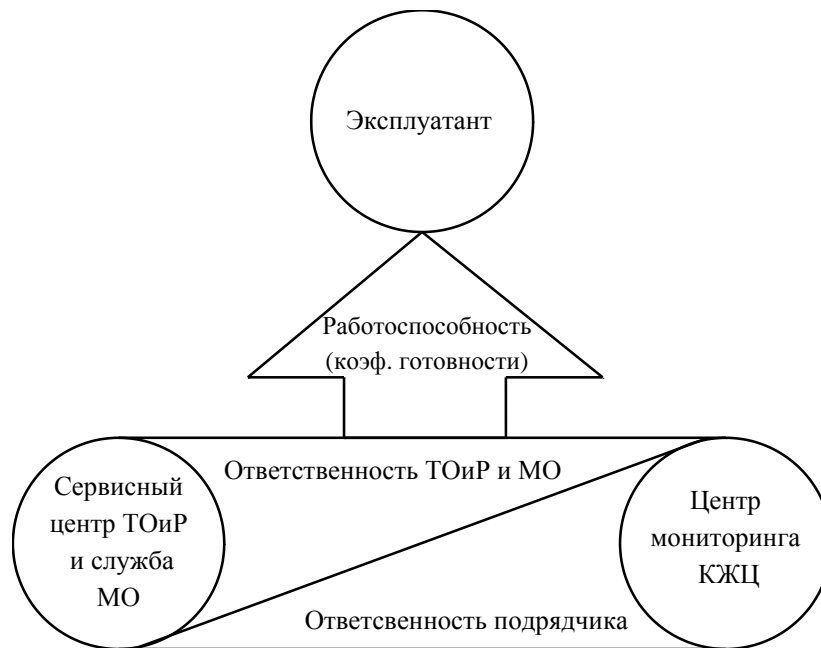 Эксплуатант
Работоспособность
(коэф. готовности)
Ответственность ТОиР и МО
Сервисный
центр ТОиР
и служба
МО
Центр
мониторинга
КЖЦ
Ответсвенность подрядчика